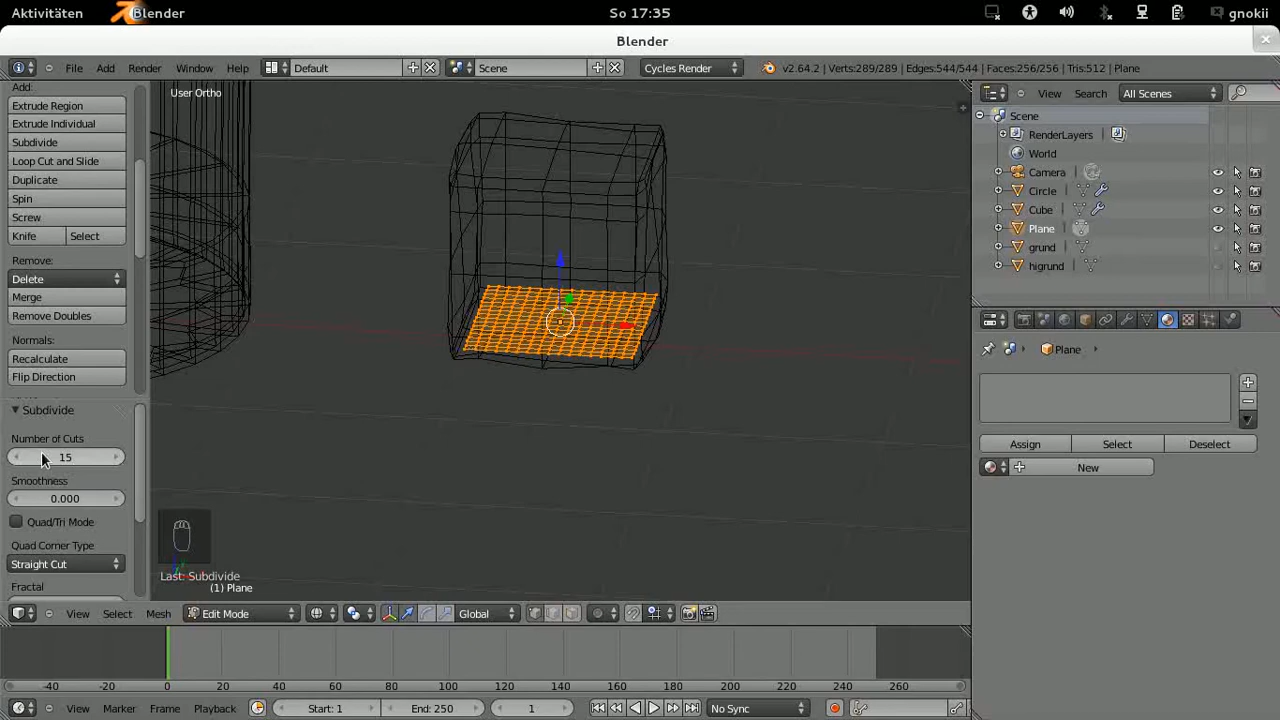 Aktivitäten Blender So 17:35 gnokii
Blender
File Add Render Window Help Default Scene Cycles Render v2.64.2 | Verts:289/289 | Edges:544/544 | Faces:256/256 | Tris:512 | Plane
Add:
Extrude Region
Extrude Individual
Subdivide
Loop Cut and Slide
Duplicate
Spin
Screw
Knife Select
Remove:
Delete
Merge
Remove Doubles
Normals:
Recalculate
Flip Direction
Subdivide
Number of Cuts
15
Smoothness
0.000
Quad/Tri Mode
Quad Corner Type
Straight Cut
Fractal
User Ortho
Last: Subdivide
(1) Plane
View Select Mesh Edit Mode Global
View Search All Scenes
Scene
RenderLayers
World
Camera
Circle
Cube
Plane
grund
higrund
Plane
Assign Select Deselect
New
-40 -20 0 20 40 60 80 100 120 140 160 180 200 220 240 260
View Marker Frame Playback Start: 1 End: 250 1 No Sync